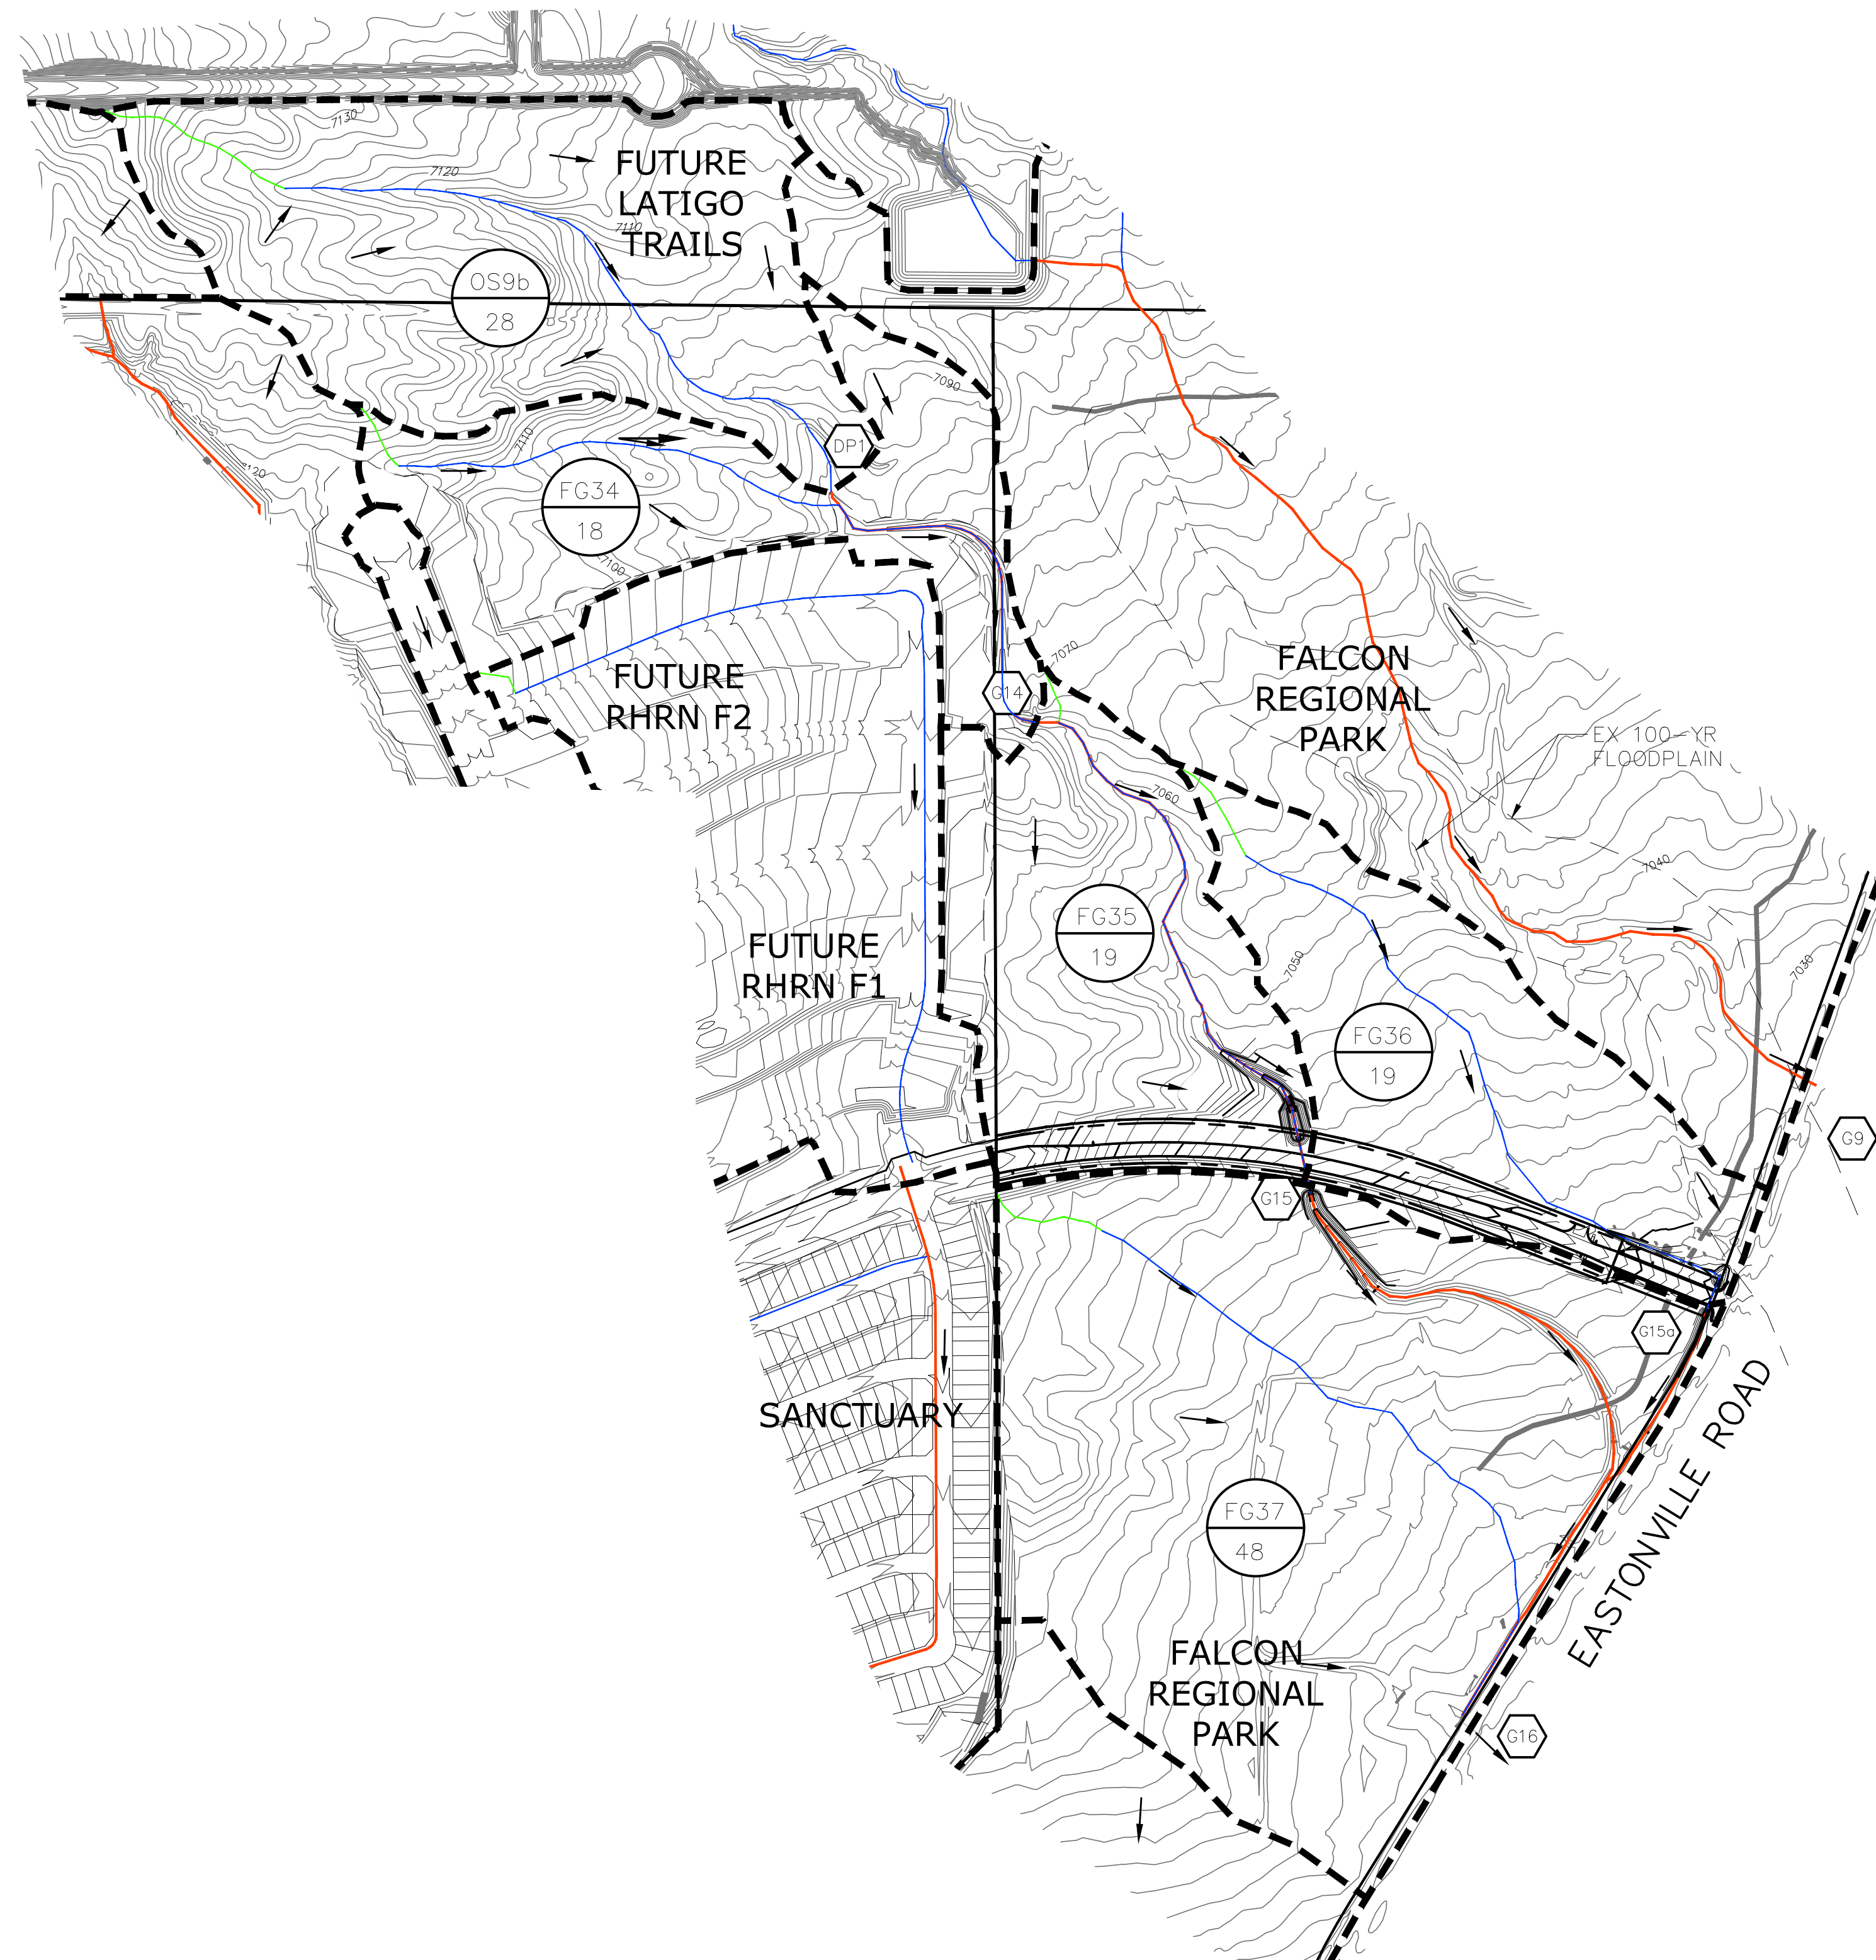 7130
FUTURE
LATIGO
TRAILS
7120
7110
OS9b
28
7090
DP1
7110
7120
FG34
18
7100
7070
FUTURE
RHRN F2
G14
FALCON
REGIONAL
PARK
EX 100-YR
FLOODPLAIN
7060
7040
FG35
19
FUTURE
RHRN F1
7050
7030
FG36
19
G9
G15
G15a
SANCTUARY
EASTONVILLE ROAD
FG37
48
FALCON
REGIONAL
PARK
G16